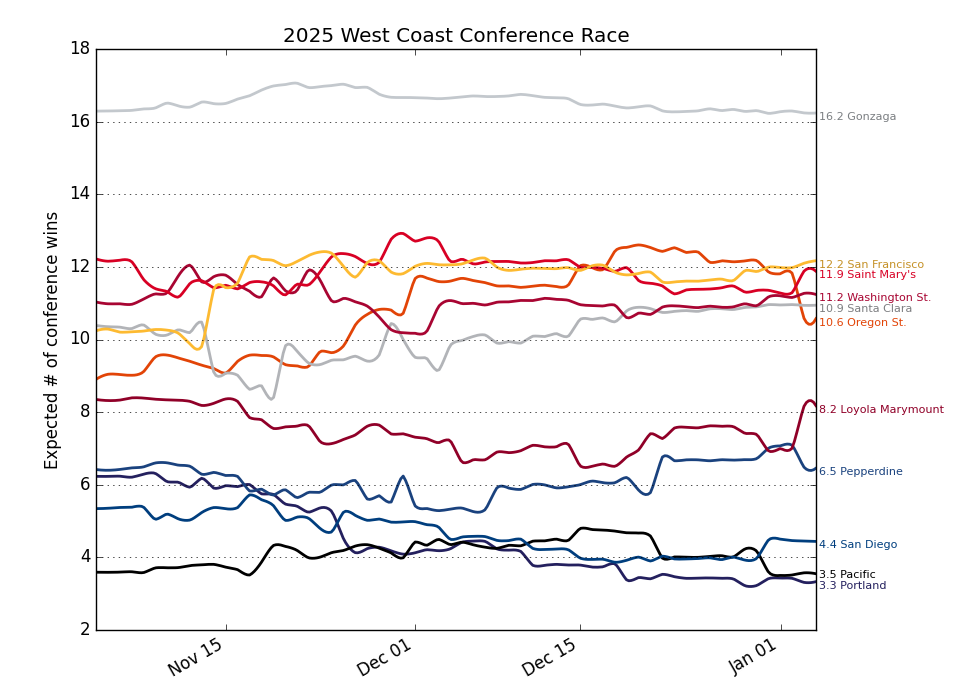 2025 West Coast Conference Race
Expected # of conference wins
18
16
14
12
10
8
6
4
2
16.2 Gonzaga
12.2 San Francisco
11.9 Saint Mary's
11.2 Washington St.
10.9 Santa Clara
10.6 Oregon St.
8.2 Loyola Marymount
6.5 Pepperdine
4.4 San Diego
3.5 Pacific
3.3 Portland
Nov 15
Dec 01
Dec 15
Jan 01